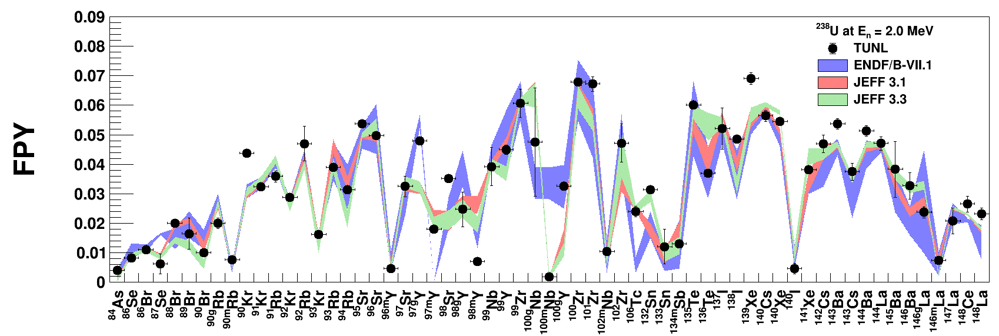 FPY
0.09
0.08
0.07
0.06
0.05
0.04
0.03
0.02
0.01
0
²³⁸U at Eₙ = 2.0 MeV
TUNL
ENDF/B-VII.1
JEFF 3.1
JEFF 3.3
⁸⁴As
⁸⁶Se
⁸⁶Br
⁸⁷Se
⁸⁸Br
⁸⁹Br
⁹⁰Br
⁹⁰ᵍRb
⁹⁰ᵐRb
⁹⁰Kr
⁹¹Kr
⁹¹Rb
⁹²Kr
⁹²Rb
⁹³Kr
⁹³Rb
⁹⁴Rb
⁹⁵Sr
⁹⁶Sr
⁹⁶ᵐY
⁹⁷Sr
⁹⁷ᵍY
⁹⁷ᵐY
⁹⁸Sr
⁹⁸ᵍY
⁹⁸ᵐY
⁹⁹ᵍNb
⁹⁹Y
⁹⁹Zr
¹⁰⁰ᵍNb
¹⁰⁰ᵐNb
¹⁰⁰ᵍY
¹⁰⁰Zr
¹⁰¹Zr
¹⁰²ᵐNb
¹⁰²Zr
¹⁰⁶Tc
¹³²Sn
¹³³Sn
¹³⁴ᵐSb
¹³⁵Te
¹³⁶Te
¹³⁷I
¹³⁸I
¹³⁹Xe
¹⁴⁰Cs
¹⁴⁰Xe
¹⁴⁰I
¹⁴¹Xe
¹⁴²Cs
¹⁴³Ba
¹⁴³Cs
¹⁴⁴Ba
¹⁴⁴La
¹⁴⁵Ba
¹⁴⁶Ba
¹⁴⁶ᵍLa
¹⁴⁶ᵐLa
¹⁴⁷La
¹⁴⁸Ce
¹⁴⁸La